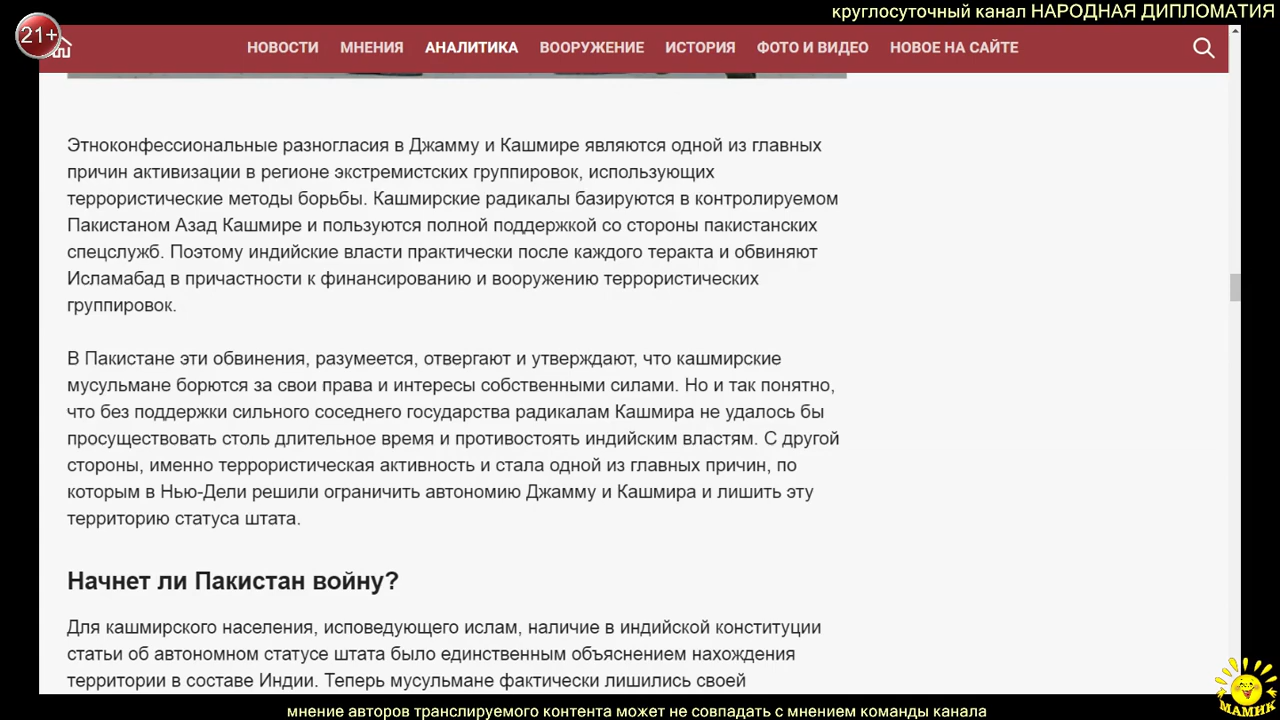 круглосуточный канал НАРОДНАЯ ДИПЛОМАТИЯ
21+
НОВОСТИ МНЕНИЯ АНАЛИТИКА ВООРУЖЕНИЕ ИСТОРИЯ ФОТО И ВИДЕО НОВОЕ НА САЙТЕ
Этноконфессиональные разногласия в Джамму и Кашмире являются одной из главных
причин активизации в регионе экстремистских группировок, использующих
террористические методы борьбы. Кашмирские радикалы базируются в контролируемом
Пакистаном Азад Кашмире и пользуются полной поддержкой со стороны пакистанских
спецслужб. Поэтому индийские власти практически после каждого теракта и обвиняют
Исламабад в причастности к финансированию и вооружению террористических
группировок.
В Пакистане эти обвинения, разумеется, отвергают и утверждают, что кашмирские
мусульмане борются за свои права и интересы собственными силами. Но и так понятно,
что без поддержки сильного соседнего государства радикалам Кашмира не удалось бы
просуществовать столь длительное время и противостоять индийским властям. С другой
стороны, именно террористическая активность и стала одной из главных причин, по
которым в Нью-Дели решили ограничить автономию Джамму и Кашмира и лишить эту
территорию статуса штата.
Начнет ли Пакистан войну?
Для кашмирского населения, исповедующего ислам, наличие в индийской конституции
статьи об автономном статусе штата было единственным объяснением нахождения
территории в составе Индии. Теперь мусульмане фактически лишились своей
МАМИК
мнение авторов транслируемого контента может не совпадать с мнением команды канала